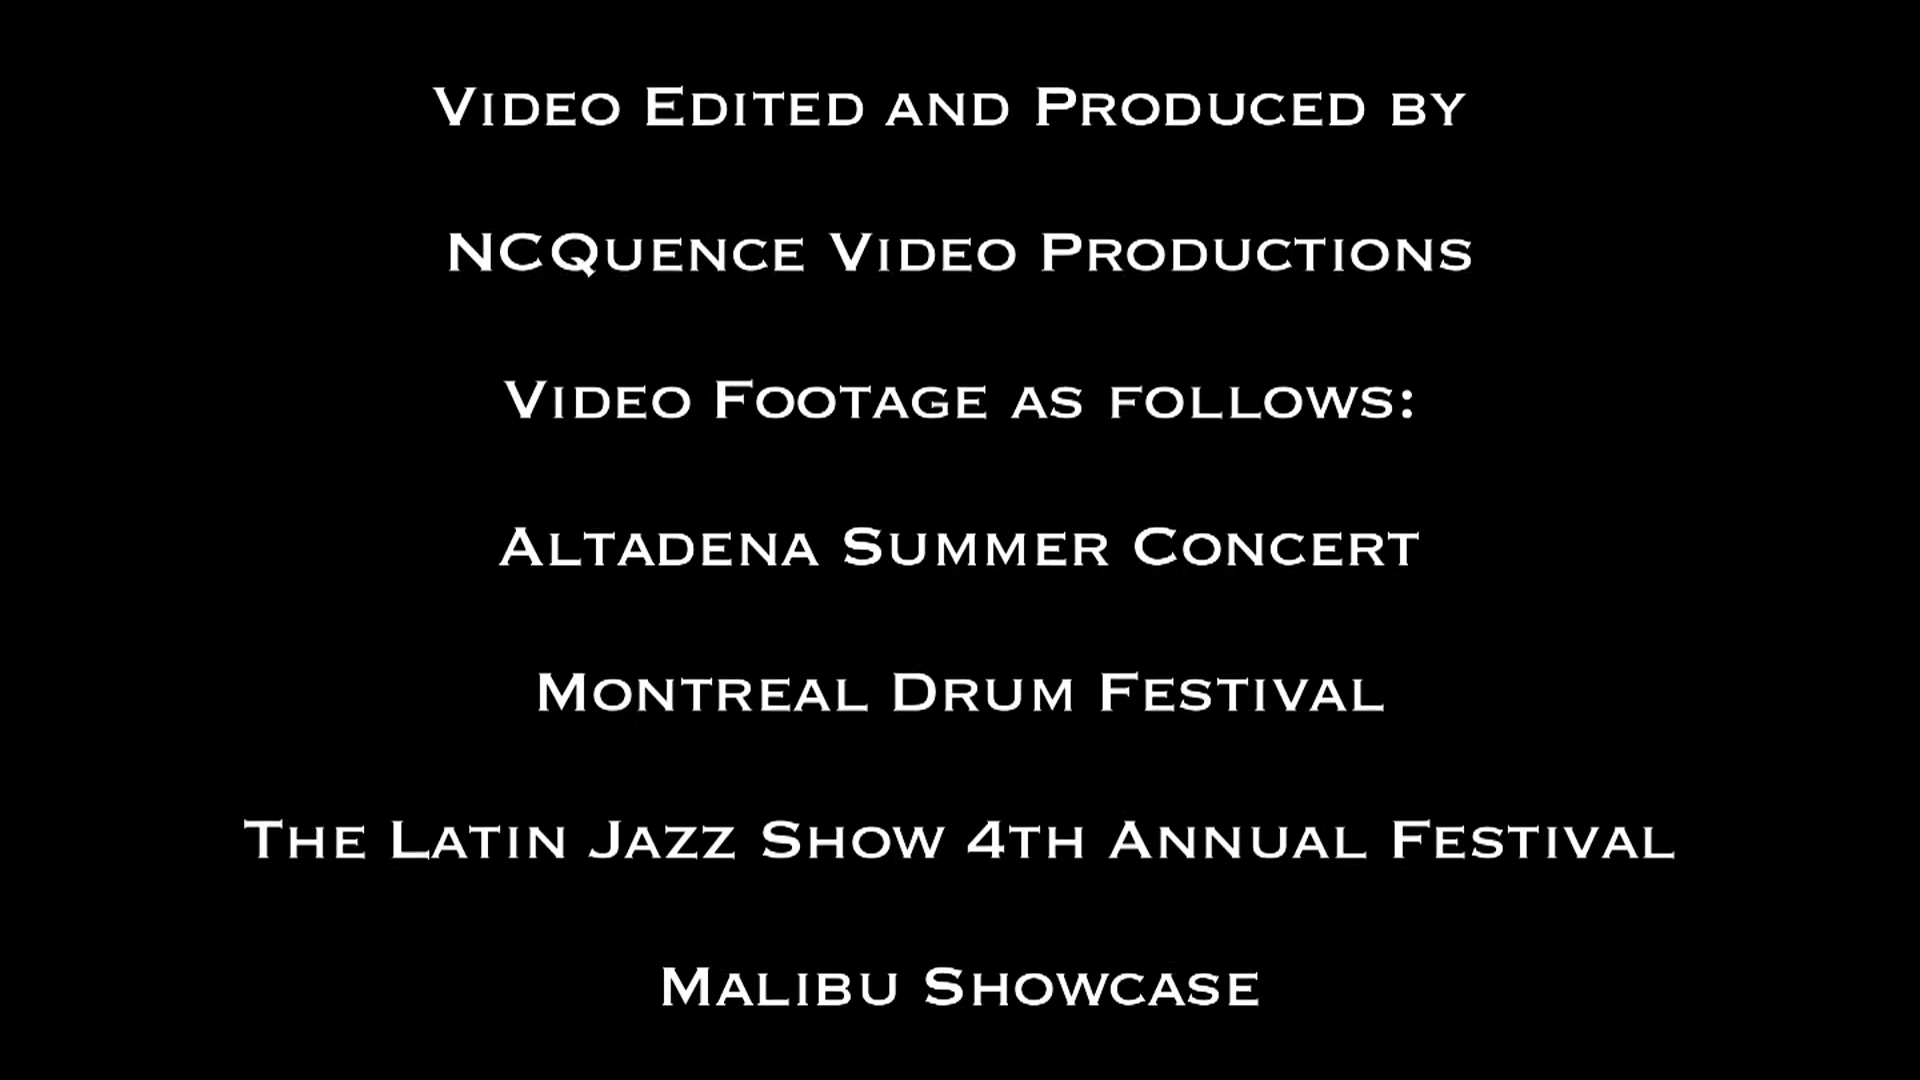 Video Edited and Produced by
NCQuence Video Productions
Video Footage as follows:
Altadena Summer Concert
Montreal Drum Festival
The Latin Jazz Show 4th Annual Festival
Malibu Showcase